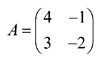 A = ( 4 -1
3 -2 )